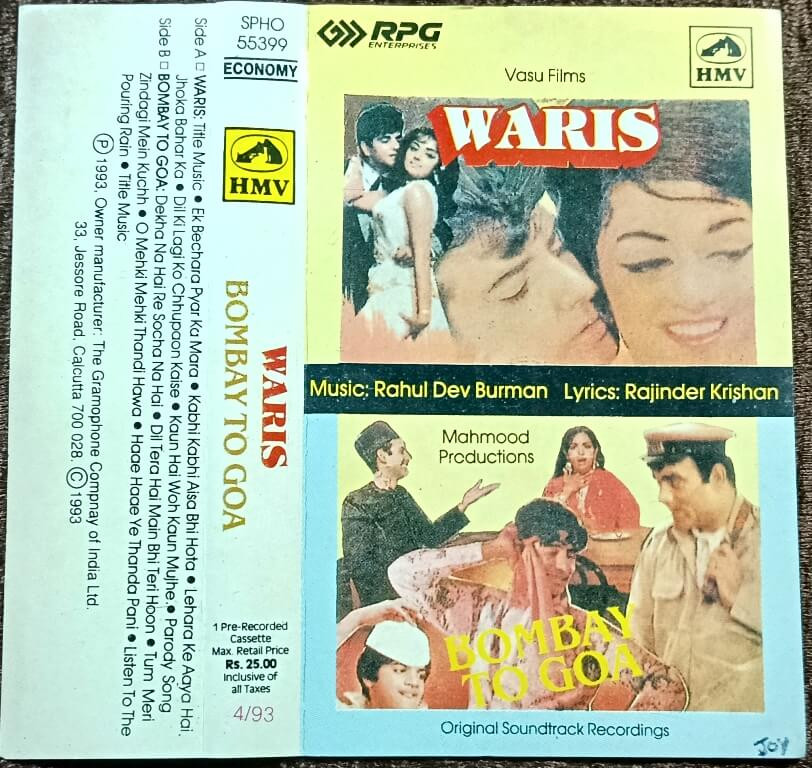 Side A □ WARIS: Title Music • Ek Bechara Pyar Ka Mara • Kabhi Kabhi Aisa Bhi Hota • Lehara Ke Aaya Hai
Jhoka Bahar Ka • Dil Ki Lagi Ko Chhupaon Kaise • Kaun Hai Woh Kaun Mujhe • Parody Song
Side B □ BOMBAY TO GOA: Dekha Na Hai Re Socha Na Hai • Dil Tera Hai Main Bhi Teri Hoon • Tum Meri
Zindagi Mein Kuchh • O Mehki Mehki Thandi Hawa • Haae Haae Ye Thanda Pani • Listen To The
Pouring Rain • Title Music
Ⓟ 1993, Owner manufacturer: The Gramophone Compnay of India Ltd.
33, Jessore Road, Calcutta 700 028. © 1993
SPHO
55399
ECONOMY
HMV
WARIS
BOMBAY TO GOA
1 Pre-Recorded
Cassette
Max. Retail Price
Rs. 25.00
Inclusive of
all Taxes
4/93
RPG
ENTERPRISES
HMV
Vasu Films
WARIS
Music: Rahul Dev Burman Lyrics: Rajinder Krishan
Mahmood
Productions
BOMBAY
TO GOA
Original Soundtrack Recordings
JOY